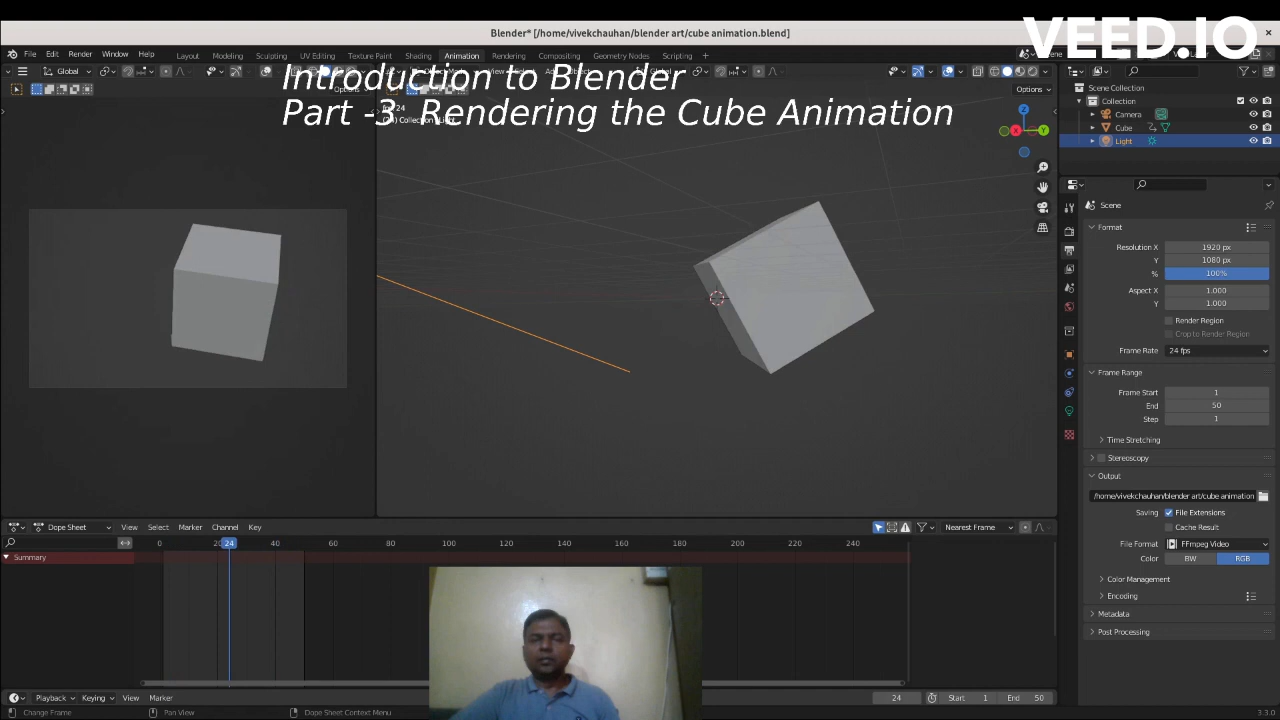 VEED.IO
Blender* [/home/vivekchauhan/blender art/cube animation.blend]
File Edit Render Window Help Layout Modeling Sculpting UV Editing Texture Paint Shading Animation Rendering
Global
Introduction to Blender
Part -3 : Rendering the Cube Animation
Options
Scene Collection
Collection
Camera
Cube
Light
Scene
Format
Resolution X 1920 px
Y 1080 px
% 100%
Aspect X 1.000
Y 1.000
Render Region
Crop to Render Region
Frame Rate 24 fps
Frame Range
Frame Start 1
End 50
Step 1
Time Stretching
Stereoscopy
Output
/home/vivekchauhan/blender art/cube animation
Saving File Extensions
Cache Result
File Format FFmpeg Video
Color BW RGB
Color Management
Encoding
Metadata
Post Processing
Dope Sheet View Select Marker Channel Key Nearest Frame
0 24 40 60 80 100 120 140 160 180 200 220 240
Summary
Playback Keying View Marker 24 Start 1 End 50
Change Frame Pan View Dope Sheet Context Menu 3.3.0